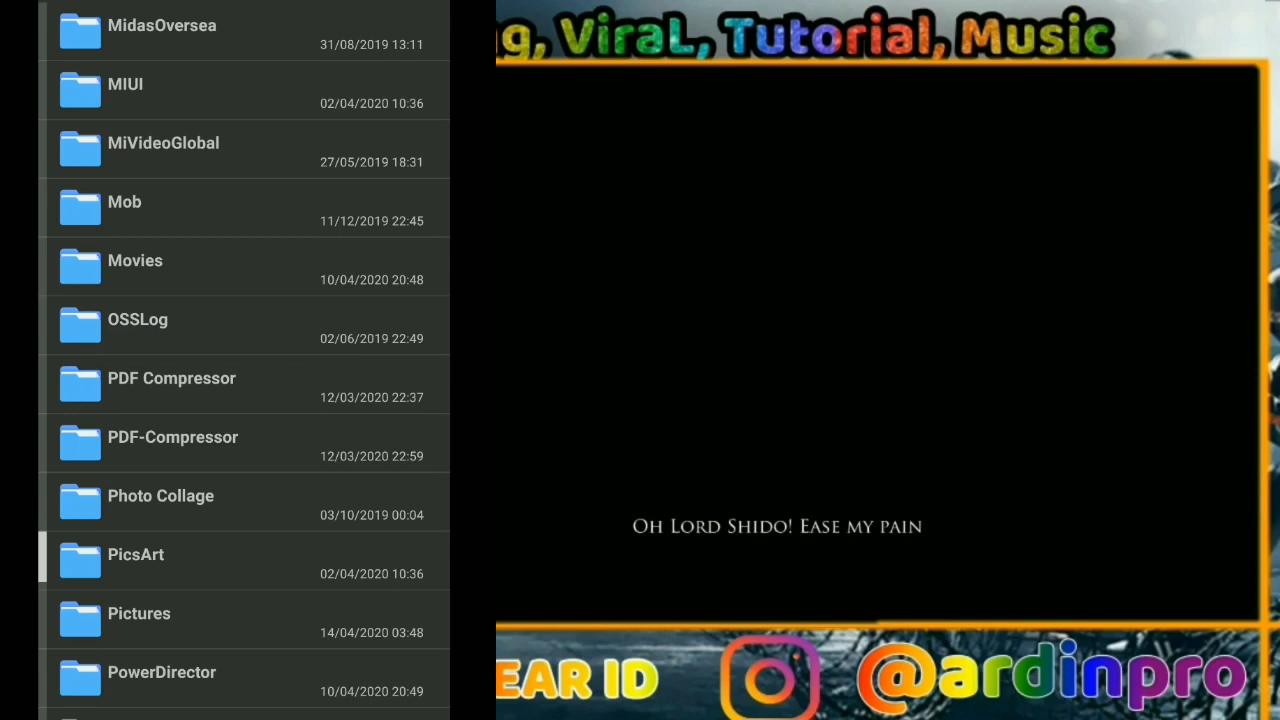 MidasOversea
31/08/2019 13:11
MIUI
02/04/2020 10:36
MiVideoGlobal
27/05/2019 18:31
Mob
11/12/2019 22:45
Movies
10/04/2020 20:48
OSSLog
02/06/2019 22:49
PDF Compressor
12/03/2020 22:37
PDF-Compressor
12/03/2020 22:59
Photo Collage
03/10/2019 00:04
PicsArt
02/04/2020 10:36
Pictures
14/04/2020 03:48
PowerDirector
10/04/2020 20:49
g, ViraL, Tutorial, Music
Oh Lord Shido! Ease my pain
EAR ID
@ardinpro